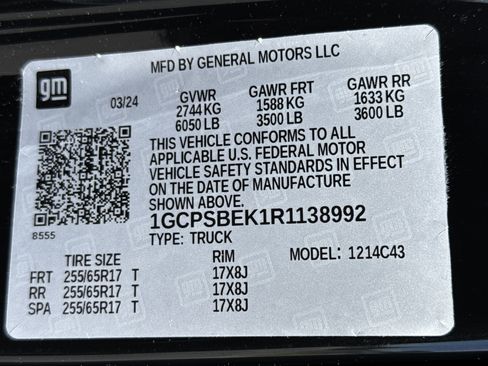 MFD BY GENERAL MOTORS LLC
gm
03/24 GVWR GAWR FRT GAWR RR
2744 KG 1588 KG 1633 KG
6050 LB 3500 LB 3600 LB
THIS VEHICLE CONFORMS TO ALL
APPLICABLE U.S. FEDERAL MOTOR
VEHICLE SAFETY STANDARDS IN EFFECT
ON THE DATE OF MANUFACTURE
SHOWN ABOVE.
8555
1GCPSBEK1R1138992
TYPE: TRUCK MODEL: 1214C43
TIRE SIZE RIM
FRT 255/65R17 T 17X8J
RR 255/65R17 T 17X8J
SPA 255/65R17 T 17X8J